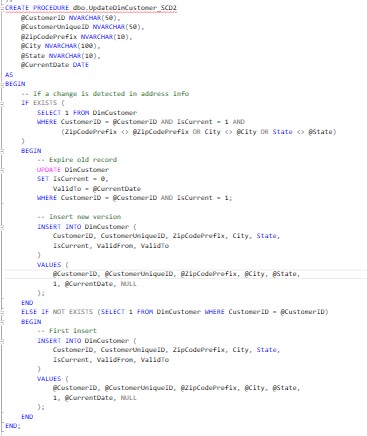 CREATE PROCEDURE dbo.UpdateDimCustomer_SCD2
@CustomerID NVARCHAR(50),
@CustomerUniqueID NVARCHAR(50),
@ZipCodePrefix NVARCHAR(10),
@City NVARCHAR(100),
@State NVARCHAR(10),
@CurrentDate DATE
AS
BEGIN
-- If a change is detected in address info
IF EXISTS (
SELECT 1 FROM DimCustomer
WHERE CustomerID = @CustomerID AND IsCurrent = 1 AND
(ZipCodePrefix <> @ZipCodePrefix OR City <> @City OR State <> @State)
)
BEGIN
-- Expire old record
UPDATE DimCustomer
SET IsCurrent = 0,
ValidTo = @CurrentDate
WHERE CustomerID = @CustomerID AND IsCurrent = 1;
-- Insert new version
INSERT INTO DimCustomer (
CustomerID, CustomerUniqueID, ZipCodePrefix, City, State,
IsCurrent, ValidFrom, ValidTo
)
VALUES (
@CustomerID, @CustomerUniqueID, @ZipCodePrefix, @City, @State,
1, @CurrentDate, NULL
);
END
ELSE IF NOT EXISTS (SELECT 1 FROM DimCustomer WHERE CustomerID = @CustomerID)
BEGIN
-- First insert
INSERT INTO DimCustomer (
CustomerID, CustomerUniqueID, ZipCodePrefix, City, State,
IsCurrent, ValidFrom, ValidTo
)
VALUES (
@CustomerID, @CustomerUniqueID, @ZipCodePrefix, @City, @State,
1, @CurrentDate, NULL
);
END
END;